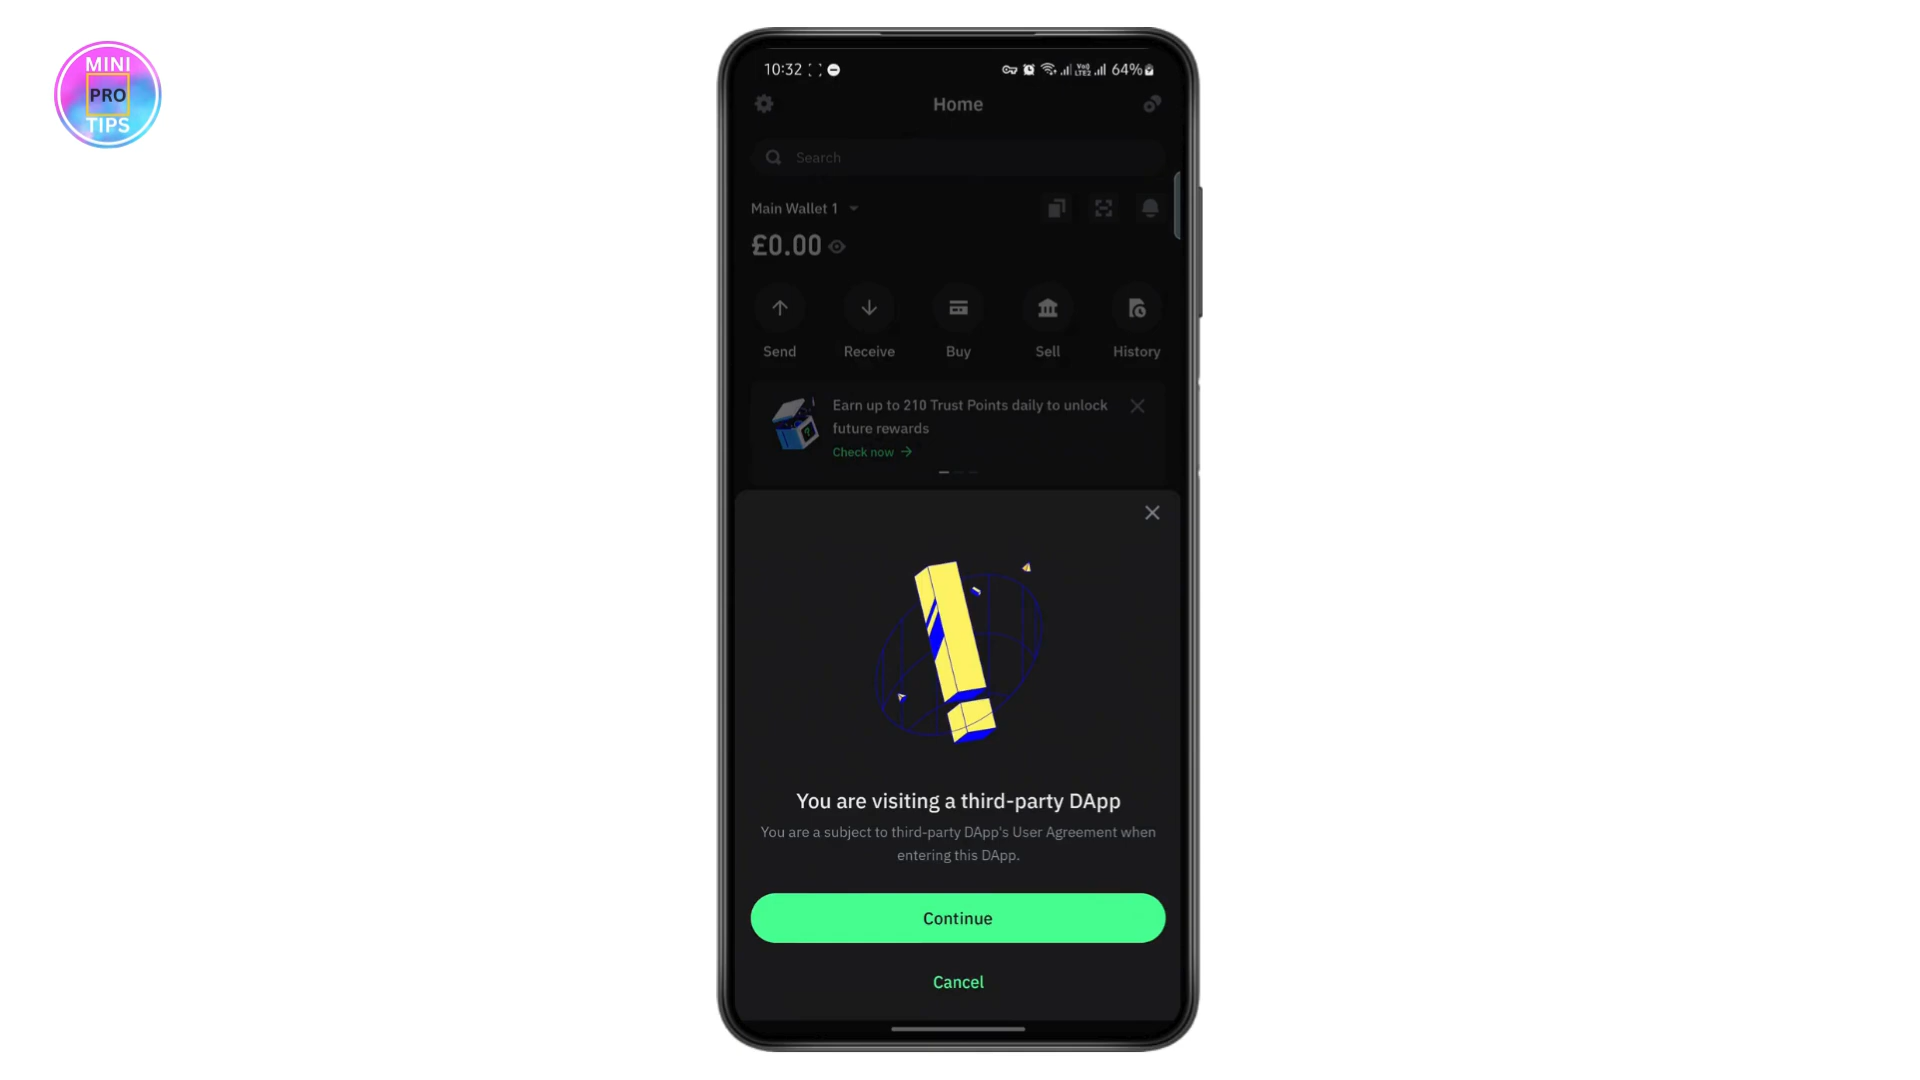 MINI
PRO
TIPS
10:32
64%
Home
Search
Main Wallet 1
£0.00
Send
Receive
Buy
Sell
History
Earn up to 210 Trust Points daily to unlock
future rewards
Check now
You are visiting a third-party DApp
You are a subject to third-party DApp's User Agreement when
entering this DApp.
Continue
Cancel